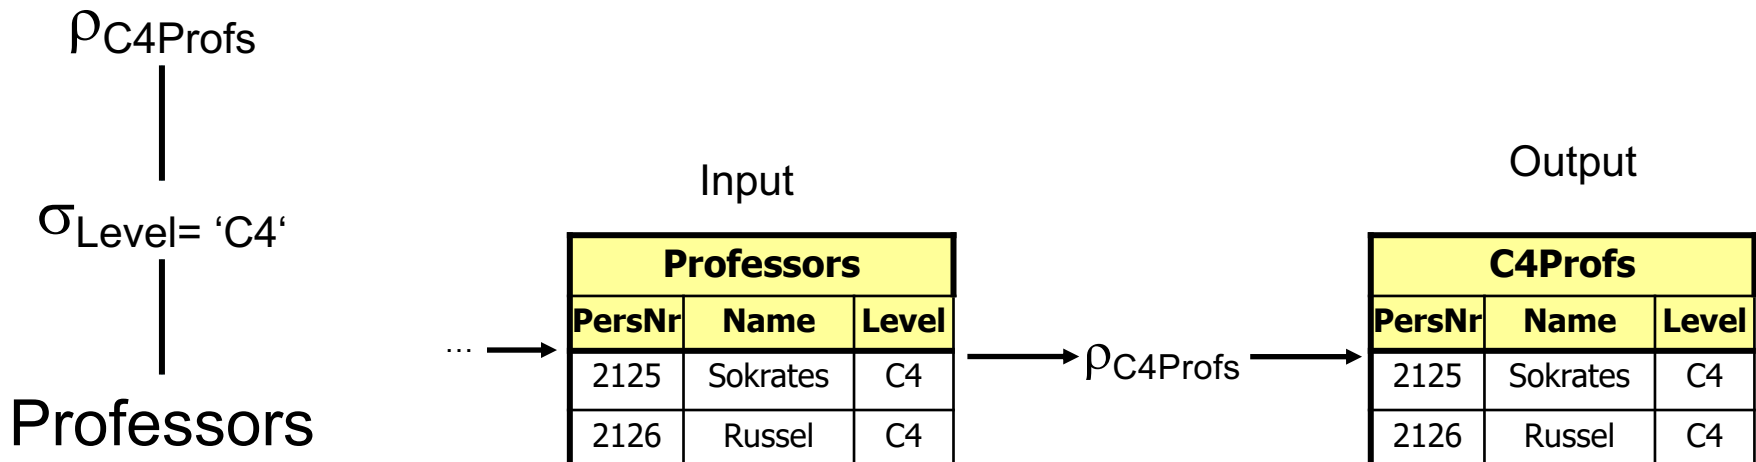 ρC4Profs
σLevel= ‘C4‘
Professors
...
Input
Professors
PersNr Name Level
2125 Sokrates C4
2126 Russel C4
ρC4Profs
Output
C4Profs
PersNr Name Level
2125 Sokrates C4
2126 Russel C4